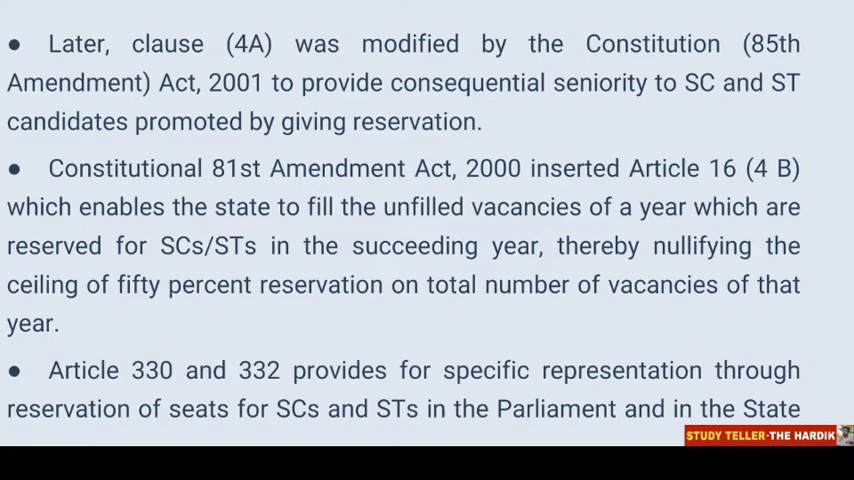 ● Later, clause (4A) was modified by the Constitution (85th
Amendment) Act, 2001 to provide consequential seniority to SC and ST
candidates promoted by giving reservation.
● Constitutional 81st Amendment Act, 2000 inserted Article 16 (4 B)
which enables the state to fill the unfilled vacancies of a year which are
reserved for SCs/STs in the succeeding year, thereby nullifying the
ceiling of fifty percent reservation on total number of vacancies of that
year.
● Article 330 and 332 provides for specific representation through
reservation of seats for SCs and STs in the Parliament and in the State
STUDY TELLER-THE HARDIK